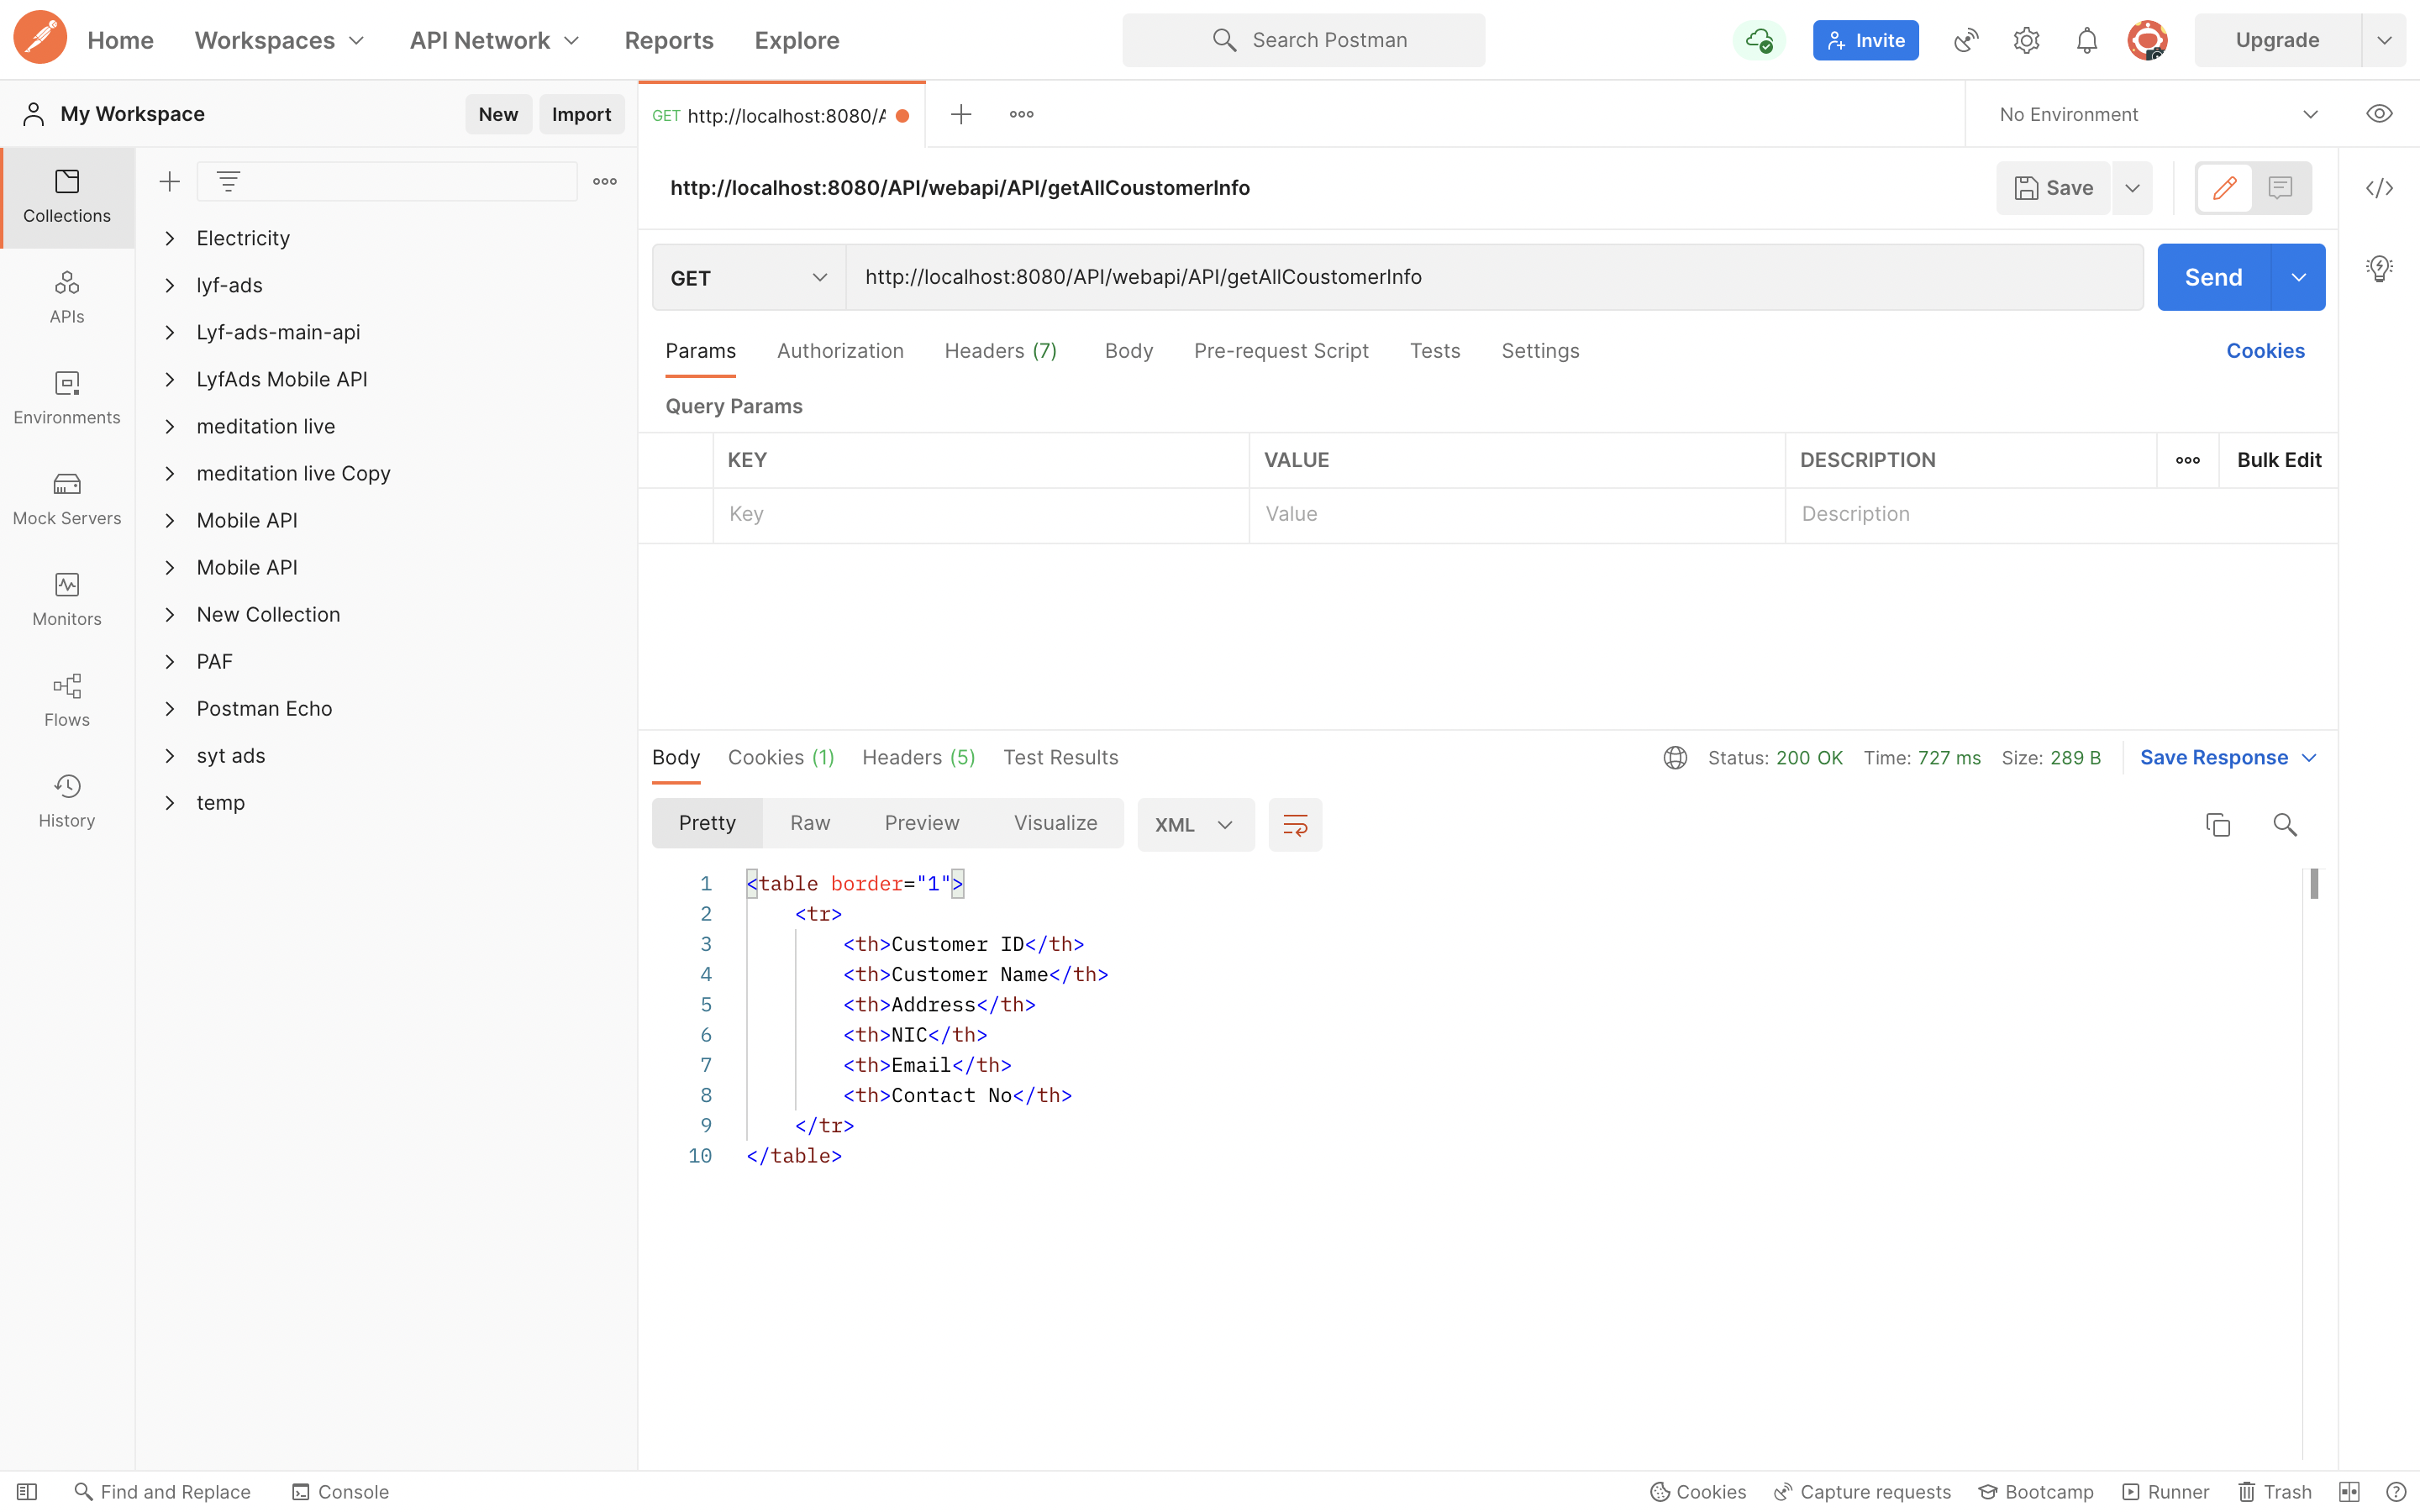 Home Workspaces API Network Reports Explore Search Postman Invite Upgrade
My Workspace New Import GET http://localhost:8080/A No Environment
Collections
APIs
Environments
Mock Servers
Monitors
Flows
History
Electricity
lyf-ads
Lyf-ads-main-api
LyfAds Mobile API
meditation live
meditation live Copy
Mobile API
Mobile API
New Collection
PAF
Postman Echo
syt ads
temp
http://localhost:8080/API/webapi/API/getAllCoustomerInfo Save
GET http://localhost:8080/API/webapi/API/getAllCoustomerInfo Send
Params Authorization Headers (7) Body Pre-request Script Tests Settings Cookies
Query Params
KEY VALUE DESCRIPTION Bulk Edit
Key Value Description
Body Cookies (1) Headers (5) Test Results Status: 200 OK Time: 727 ms Size: 289 B Save Response
Pretty Raw Preview Visualize XML
1 <table border="1">
2 <tr>
3 <th>Customer ID</th>
4 <th>Customer Name</th>
5 <th>Address</th>
6 <th>NIC</th>
7 <th>Email</th>
8 <th>Contact No</th>
9 </tr>
10 </table>
Find and Replace Console Cookies Capture requests Bootcamp Runner Trash